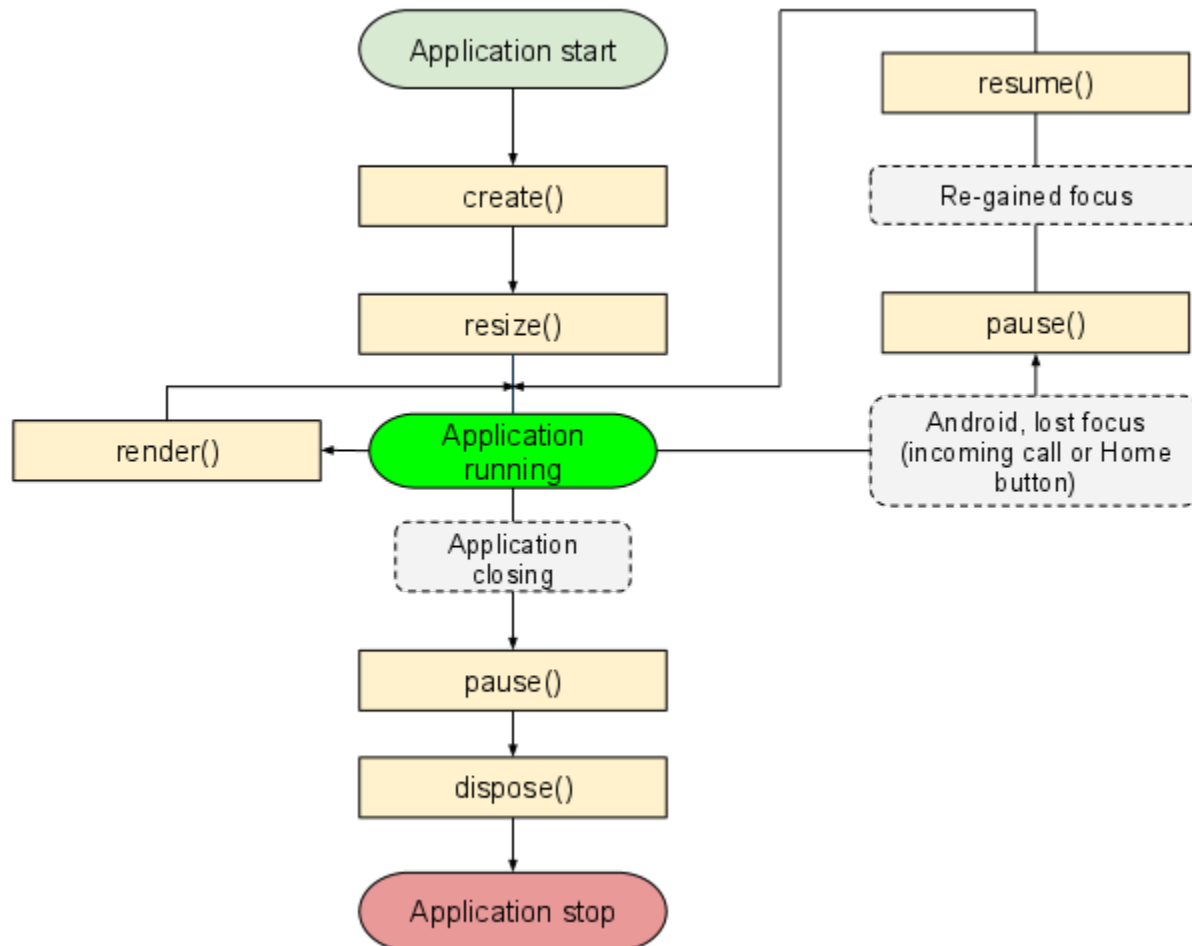 Application start
create()
resize()
render()
Application
running
Application
closing
pause()
dispose()
Application stop
resume()
Re-gained focus
pause()
Android, lost focus
(incoming call or Home
button)